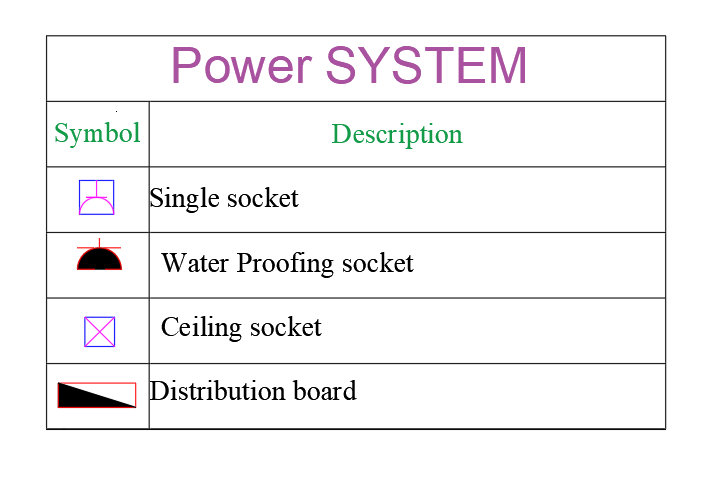 Power SYSTEM
Symbol Description
Single socket
Water Proofing socket
Ceiling socket
Distribution board